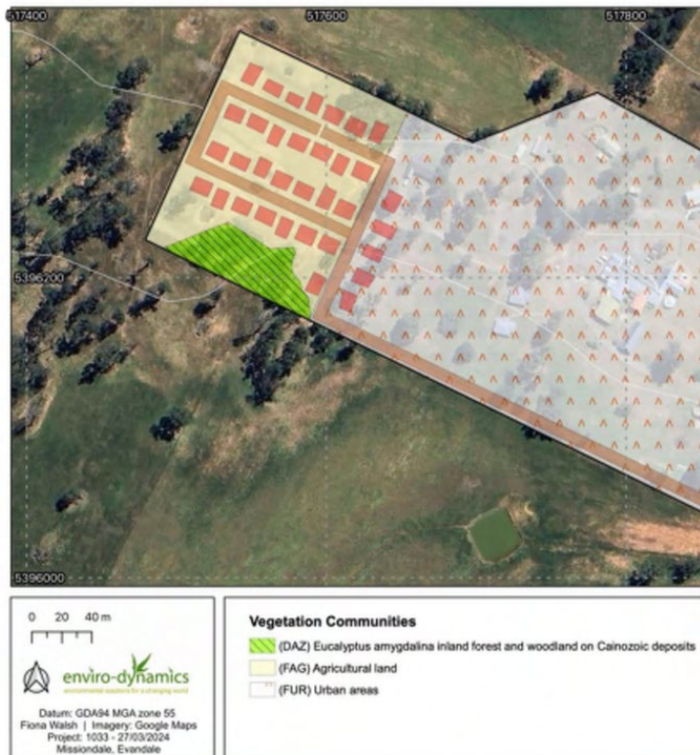 517400
517600
517800
5396200
5396000
0 20 40 m
enviro-dynamics
environmental solutions for a changing world
Datum: GDA94 MGA zone 55
Fiona Walsh | Imagery: Google Maps
Project: 1033 - 27/03/2024
Missiondale, Evandale
Vegetation Communities
(DAZ) Eucalyptus amygdalina inland forest and woodland on Cainozoic deposits
(FAG) Agricultural land
(FUR) Urban areas